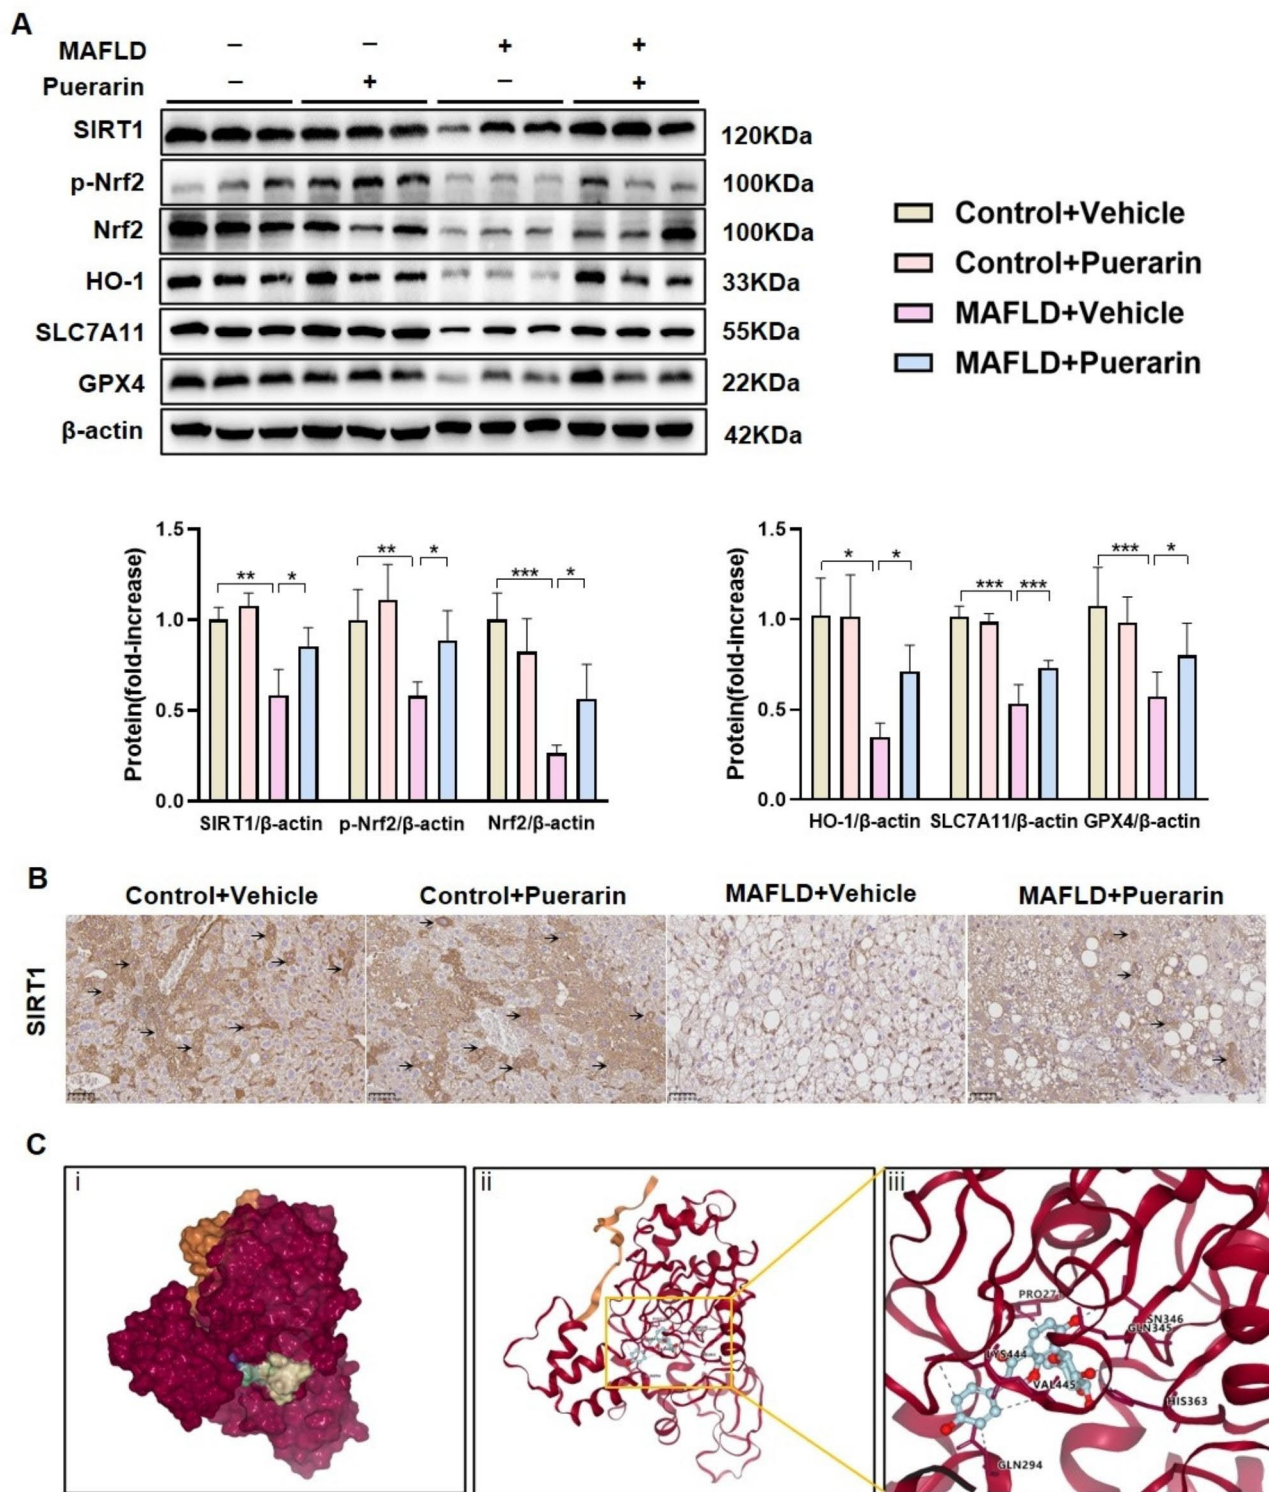 A
MAFLD – – + +
Puerarin – + – +
SIRT1 120KDa
p-Nrf2 100KDa
Nrf2 100KDa
HO-1 33KDa
SLC7A11 55KDa
GPX4 22KDa
β-actin 42KDa
Control+Vehicle
Control+Puerarin
MAFLD+Vehicle
MAFLD+Puerarin
Protein(fold-increase)
1.5
1.0
0.5
0.0
** * ** * *** *
SIRT1/β-actin p-Nrf2/β-actin Nrf2/β-actin
Protein(fold-increase)
1.5
1.0
0.5
0.0
* * *** *** *** *
HO-1/β-actin SLC7A11/β-actin GPX4/β-actin
B
Control+Vehicle Control+Puerarin MAFLD+Vehicle MAFLD+Puerarin
SIRT1
C
i ii iii
PRO27
SN346
GLN345
LYS444
VAL445
HIS363
GLN294